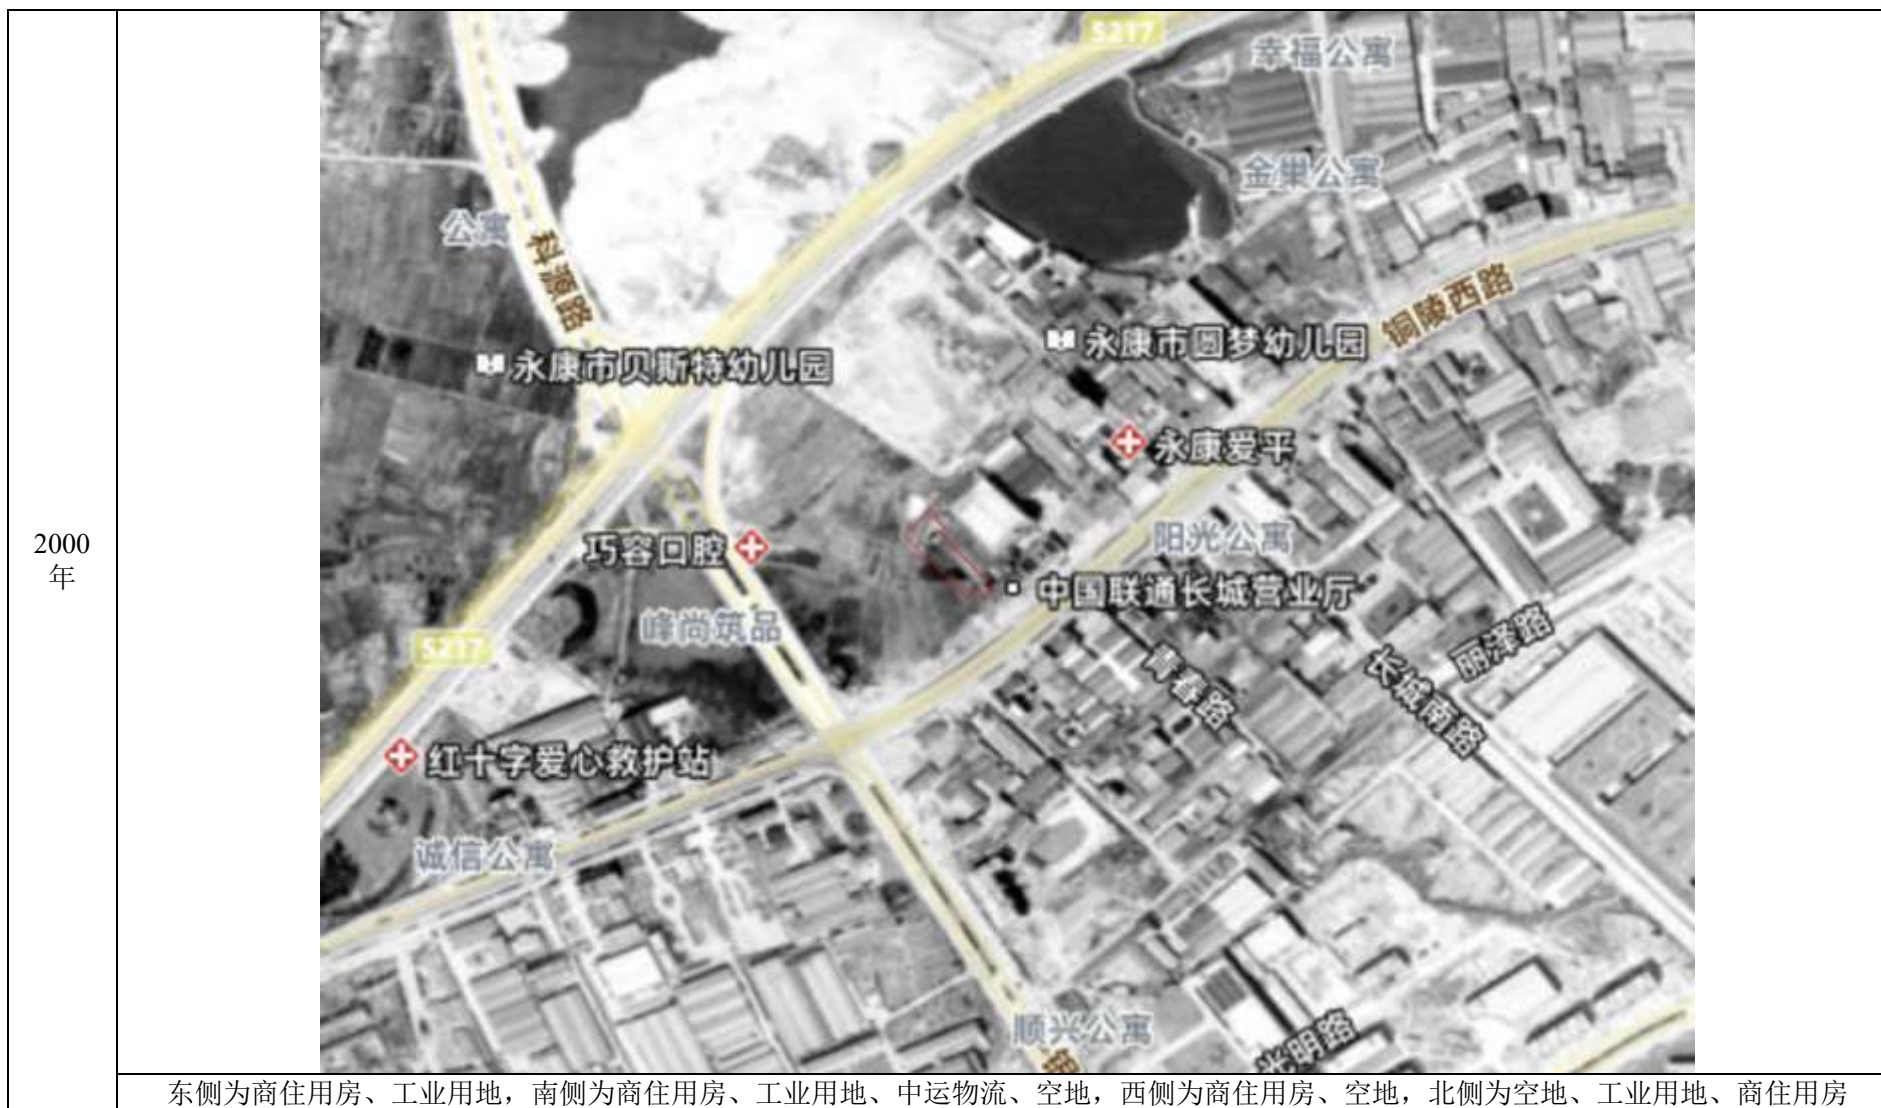 2000
年
S217
幸福公寓
金巢公寓
公寓
科源路
铜陵西路
永康市圆梦幼儿园
永康市贝斯特幼儿园
永康爱平
阳光公寓
巧容口腔
中国联通长城营业厅
峰尚筑品
S217
丽泽路
青春路
长城南路
红十字爱心救护站
诚信公寓
顺兴公寓
光明路
东侧为商住用房、工业用地，南侧为商住用房、工业用地、中运物流、空地，西侧为商住用房、空地，北侧为空地、工业用地、商住用房